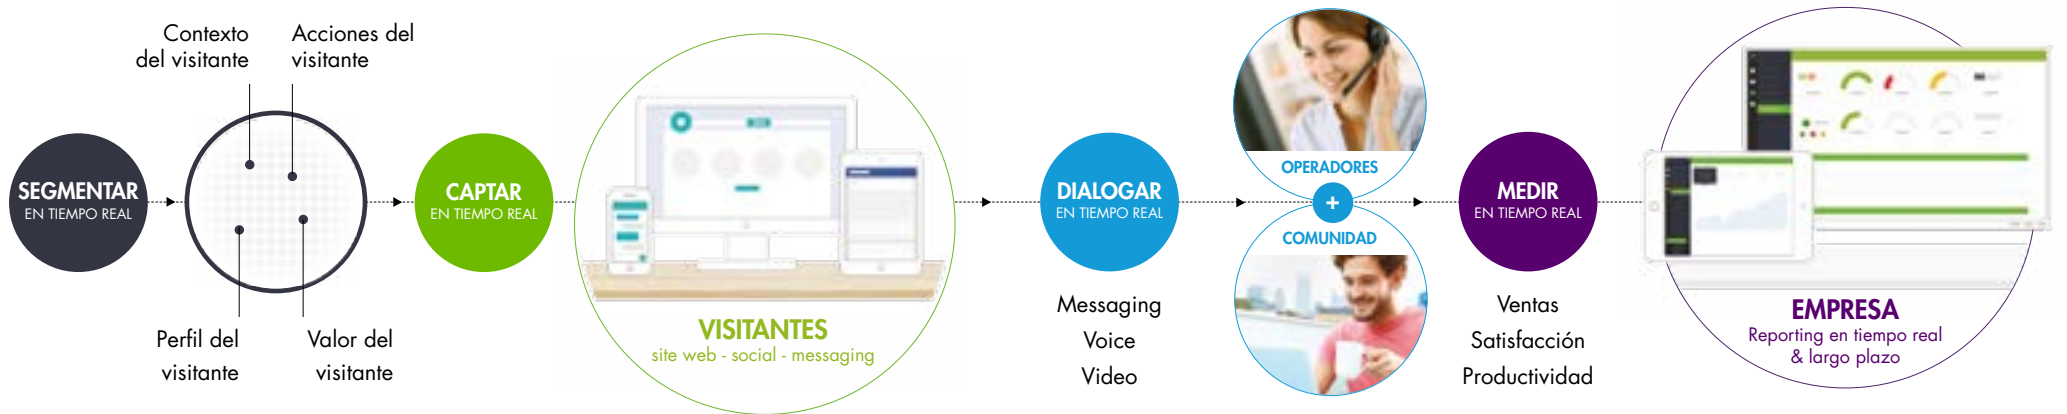 Contexto
del visitante
Acciones del
visitante
SEGMENTAR
EN TIEMPO REAL
Perfil del
visitante
Valor del
visitante
CAPTAR
EN TIEMPO REAL
VISITANTES
site web - social - messaging
DIALOGAR
EN TIEMPO REAL
Messaging
Voice
Video
OPERADORES
+
COMUNIDAD
MEDIR
EN TIEMPO REAL
Ventas
Satisfacción
Productividad
EMPRESA
Reporting en tiempo real
& largo plazo